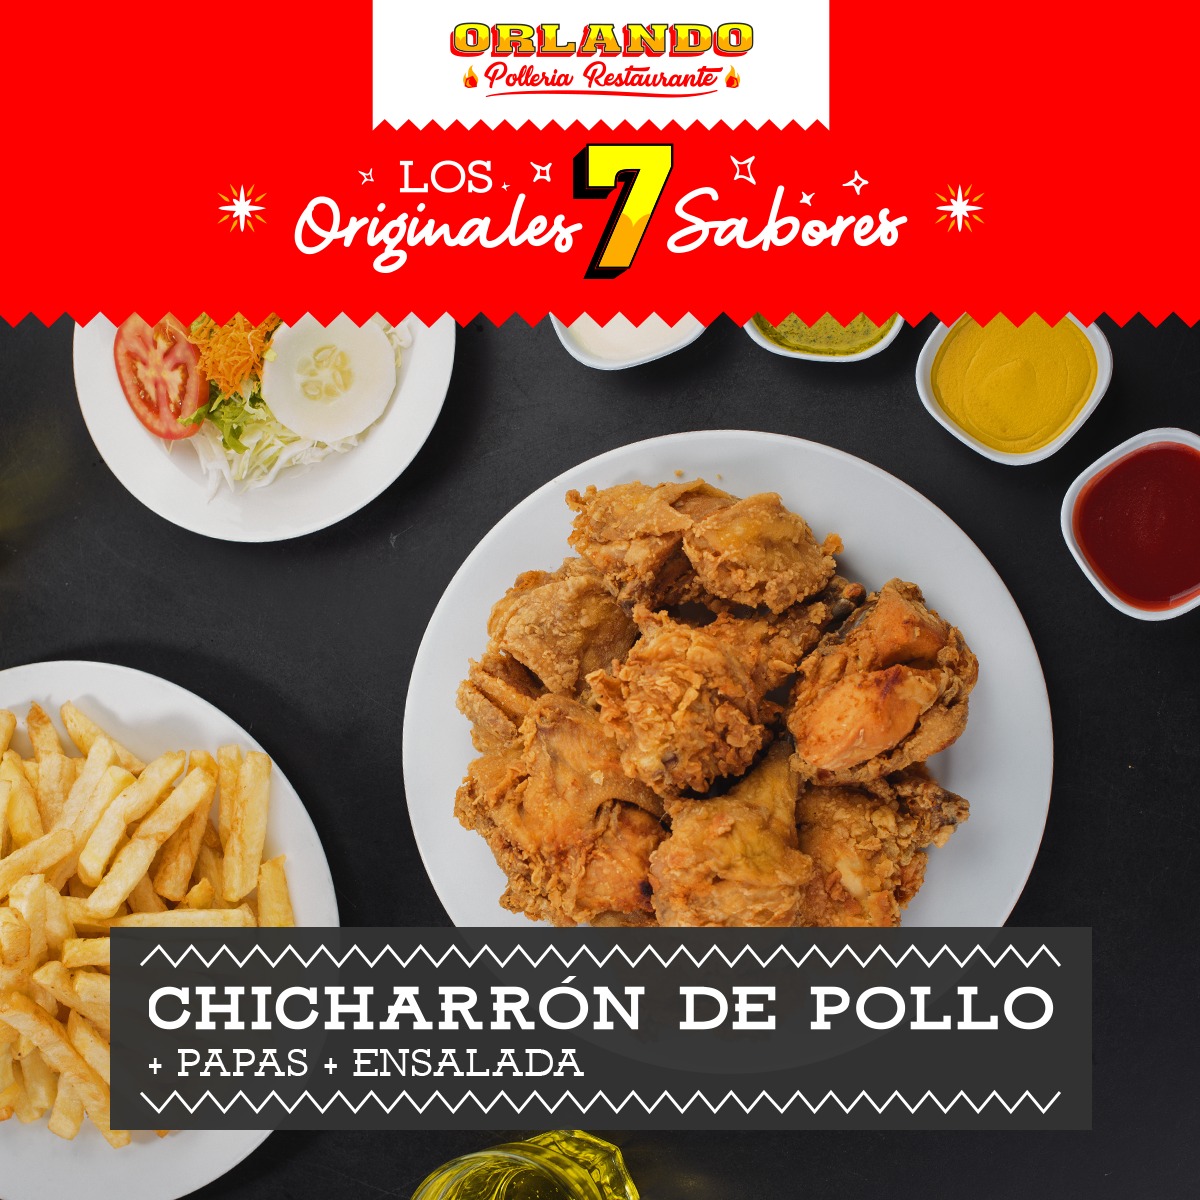 ORLANDO
Polleria Restaurante
LOS
Originales 7 Sabores
CHICHARRÓN DE POLLO
+ PAPAS + ENSALADA